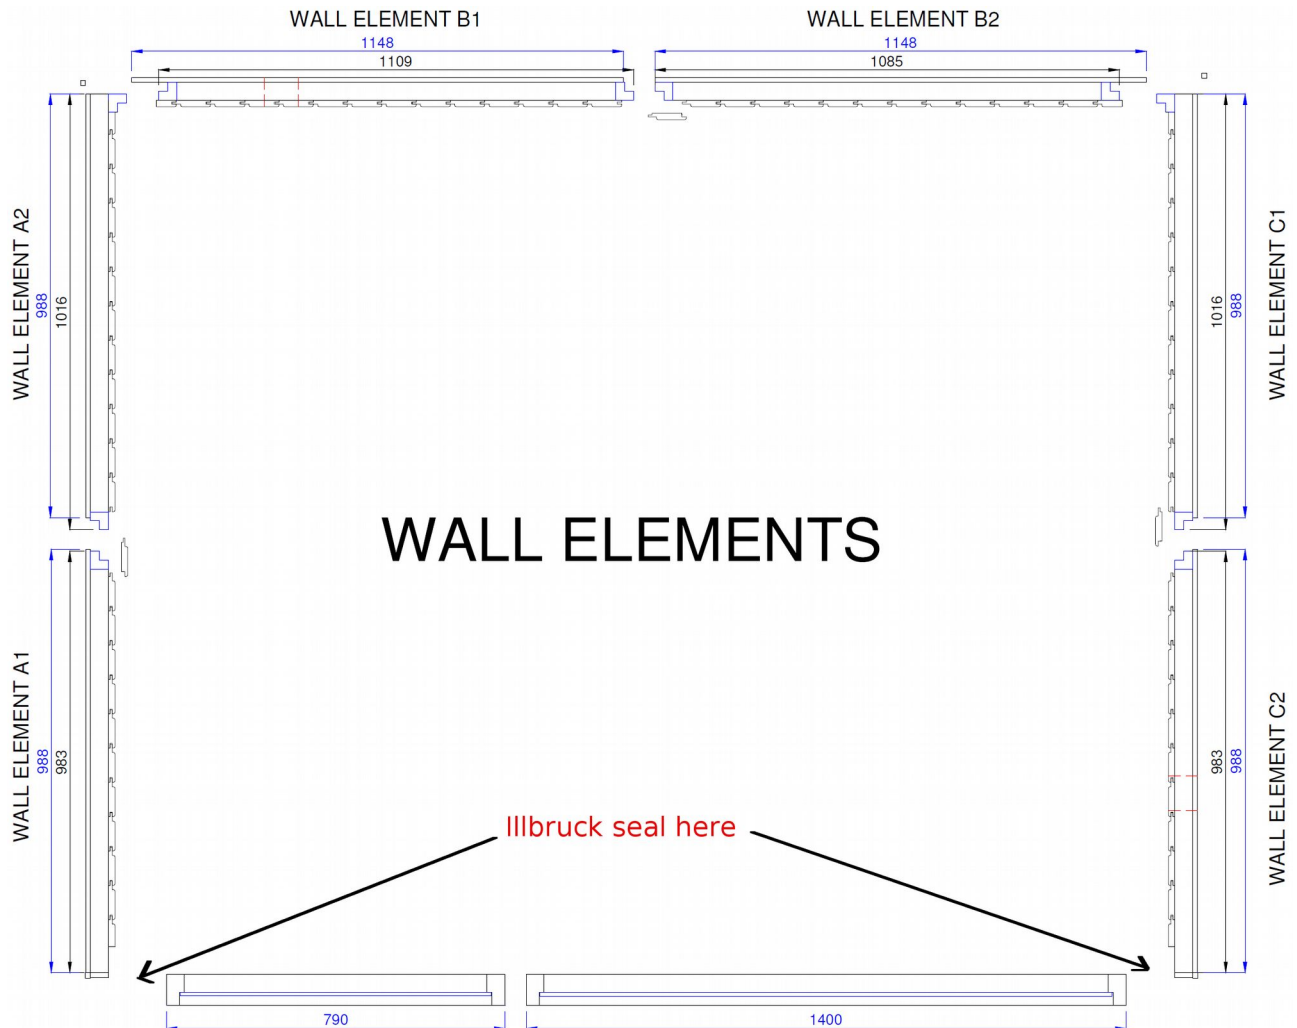 WALL ELEMENT B1
WALL ELEMENT B2
1148
1148
1109
1085
WALL ELEMENT A2
988
1016
1016
988
WALL ELEMENT C1
WALL ELEMENTS
WALL ELEMENT A1
988
983
983
988
WALL ELEMENT C2
Illbruck seal here
790
1400